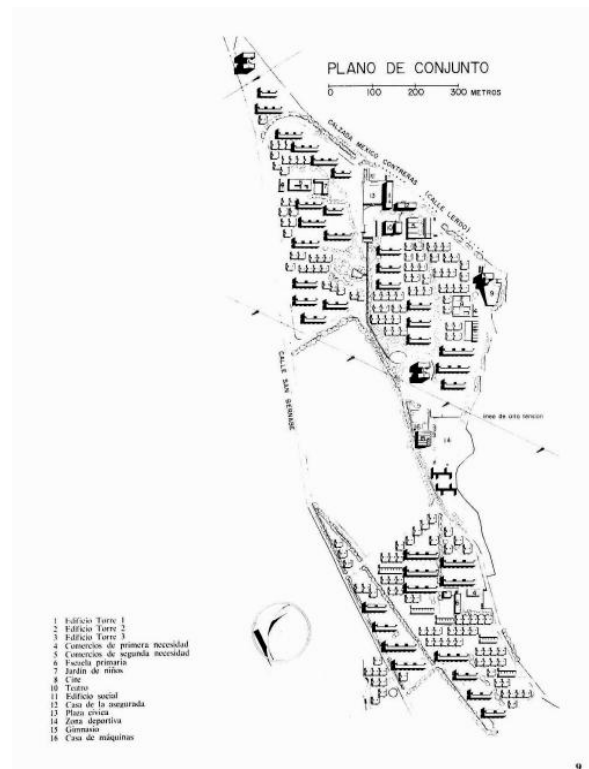 PLANO DE CONJUNTO
0 100 200 300 METROS
CALZADA MEXICO CONTRERAS (CALLE LERDO)
CALLE SAN BERNABE
linea de alta tension
13
9
14
1 Edificio Torre 1
2 Edificio Torre 2
3 Edificio Torre 3
4 Comercios de primera necesidad
5 Comercios de segunda necesidad
6 Escuela primaria
7 Jardín de niños
8 Cine
10 Teatro
11 Edificio social
12 Casa de la asegurada
13 Plaza cívica
14 Zona deportiva
15 Gimnasio
16 Casa de máquinas
9